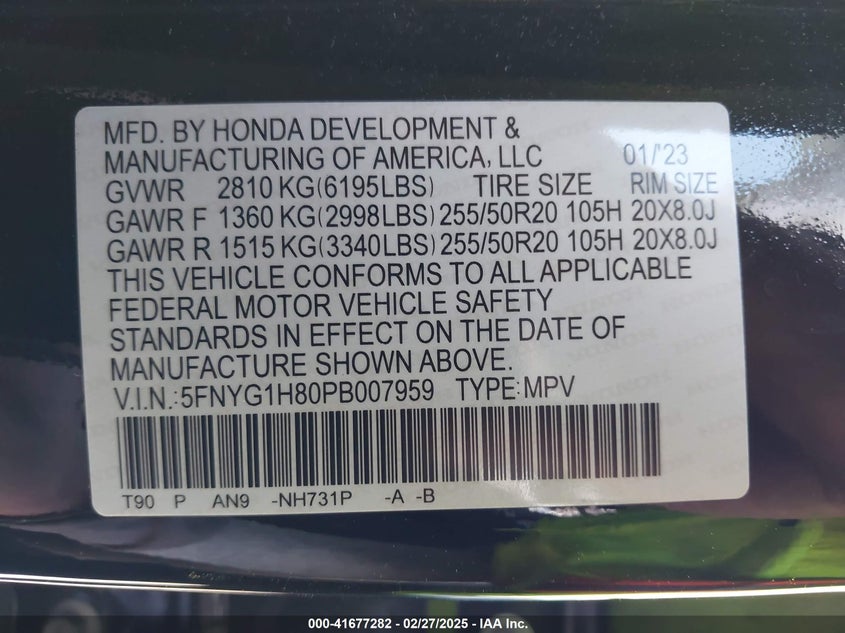 MFD. BY HONDA DEVELOPMENT &
MANUFACTURING OF AMERICA, LLC 01/'23
GVWR 2810 KG(6195LBS) TIRE SIZE RIM SIZE
GAWR F 1360 KG(2998LBS) 255/50R20 105H 20X8.0J
GAWR R 1515 KG(3340LBS) 255/50R20 105H 20X8.0J
THIS VEHICLE CONFORMS TO ALL APPLICABLE
FEDERAL MOTOR VEHICLE SAFETY
STANDARDS IN EFFECT ON THE DATE OF
MANUFACTURE SHOWN ABOVE.
V.I.N.:5FNYG1H80PB007959 TYPE:MPV
T90 P AN9 -NH731P -A -B
000-41677282 - 02/27/2025 - IAA Inc.